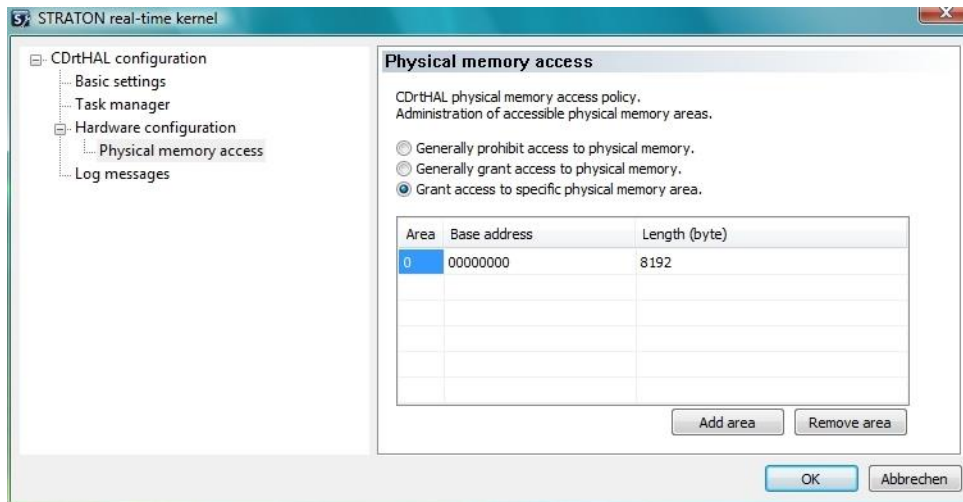 STRATON real-time kernel
CDrtHAL configuration
Basic settings
Task manager
Hardware configuration
Physical memory access
Log messages
Physical memory access
CDrtHAL physical memory access policy.
Administration of accessible physical memory areas.
Generally prohibit access to physical memory.
Generally grant access to physical memory.
Grant access to specific physical memory area.
Area Base address Length (byte)
0 00000000 8192
Add area Remove area
OK Abbrechen